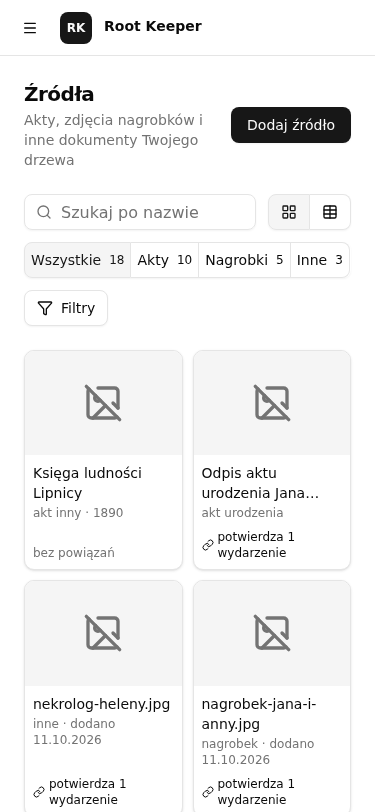 RK Root Keeper
Źródła
Akty, zdjęcia nagrobków i
inne dokumenty Twojego
drzewa
Dodaj źródło
Szukaj po nazwie
Wszystkie 18 Akty 10 Nagrobki 5 Inne 3
Filtry
Księga ludności
Lipnicy
akt inny · 1890
bez powiązań
Odpis aktu
urodzenia Jana…
akt urodzenia
potwierdza 1
wydarzenie
nekrolog-heleny.jpg
inne · dodano
11.10.2026
potwierdza 1
wydarzenie
nagrobek-jana-i-
anny.jpg
nagrobek · dodano
11.10.2026
potwierdza 1
wydarzenie